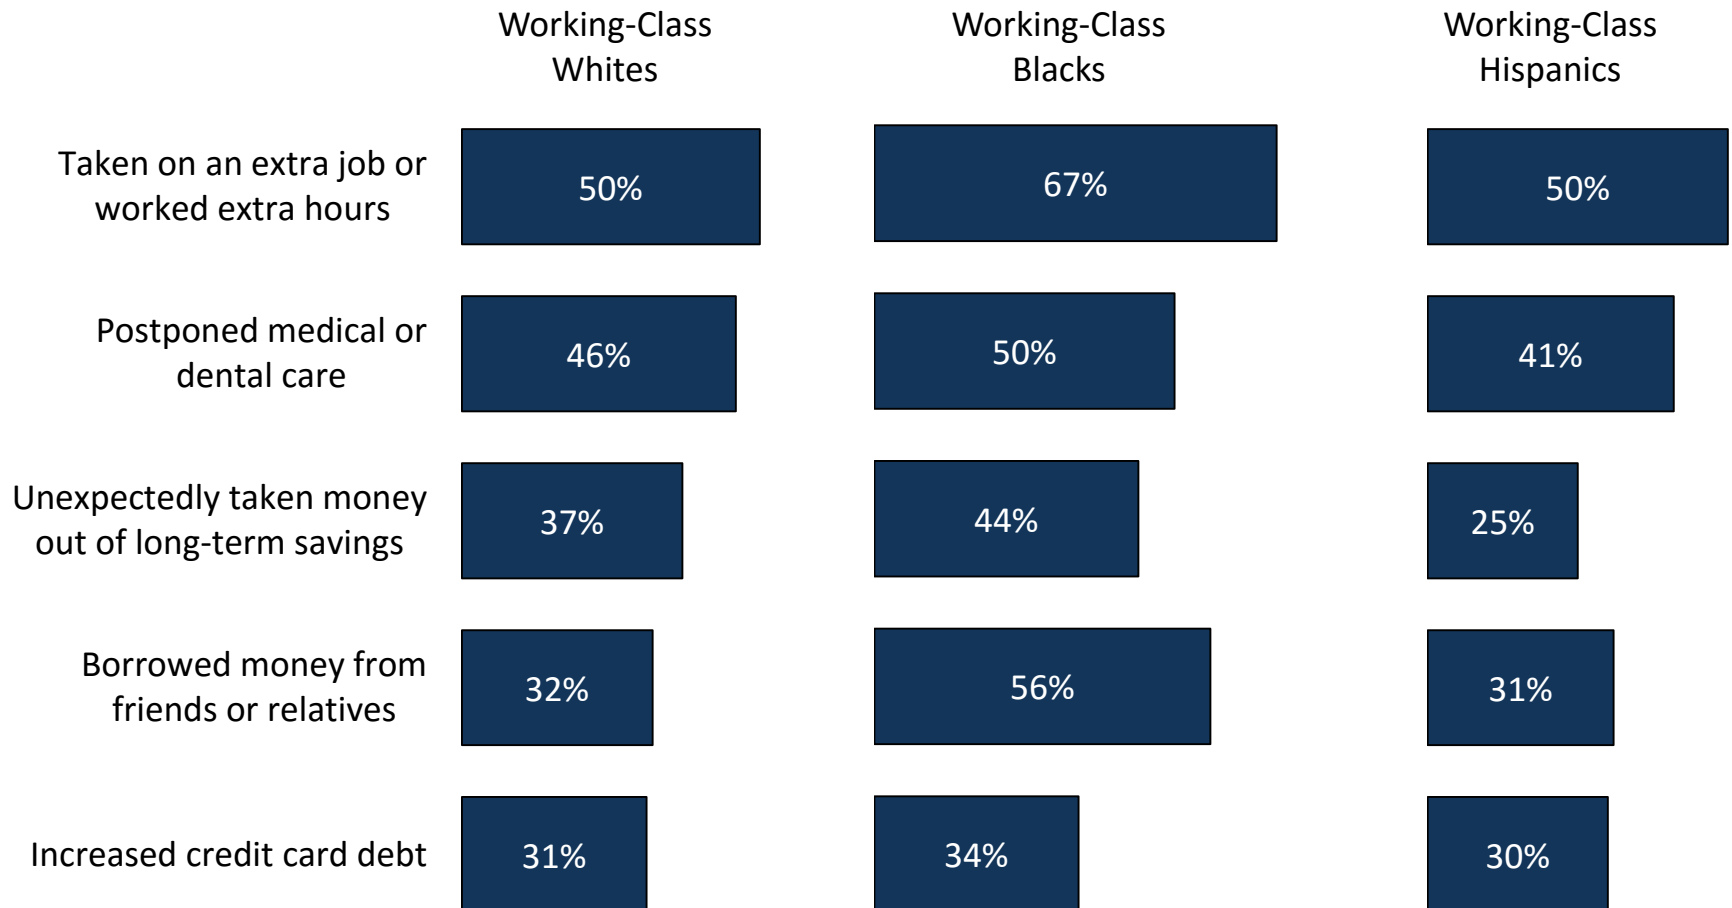 Working-Class
Whites
Working-Class
Blacks
Working-Class
Hispanics
Taken on an extra job or
worked extra hours
50%
67%
50%
Postponed medical or
dental care
46%
50%
41%
Unexpectedly taken money
out of long-term savings
37%
44%
25%
Borrowed money from
friends or relatives
32%
56%
31%
Increased credit card debt
31%
34%
30%